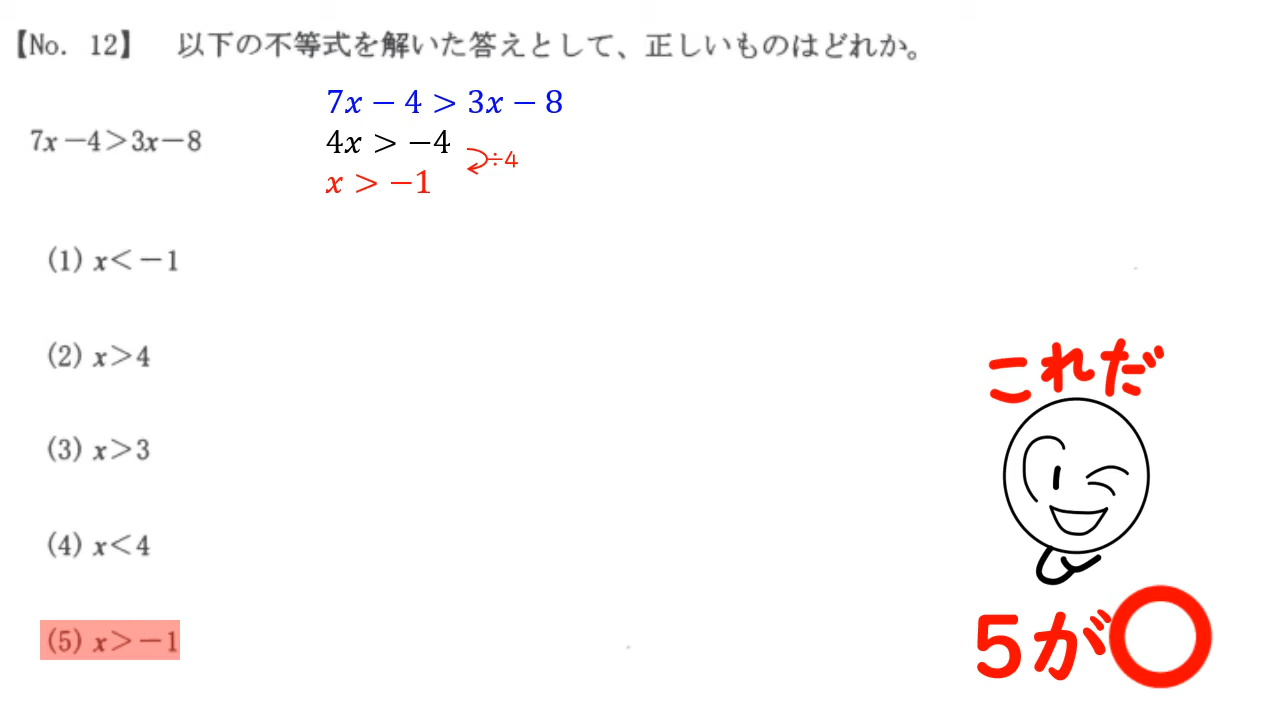 【No. 12】 以下の不等式を解いた答えとして、正しいものはどれか。
7x－4＞3x－8
7x − 4 > 3x − 8
4x > −4
÷4
x > −1
(1) x＜－1
(2) x＞4
(3) x＞3
(4) x＜4
(5) x＞－1
これだ
5が〇